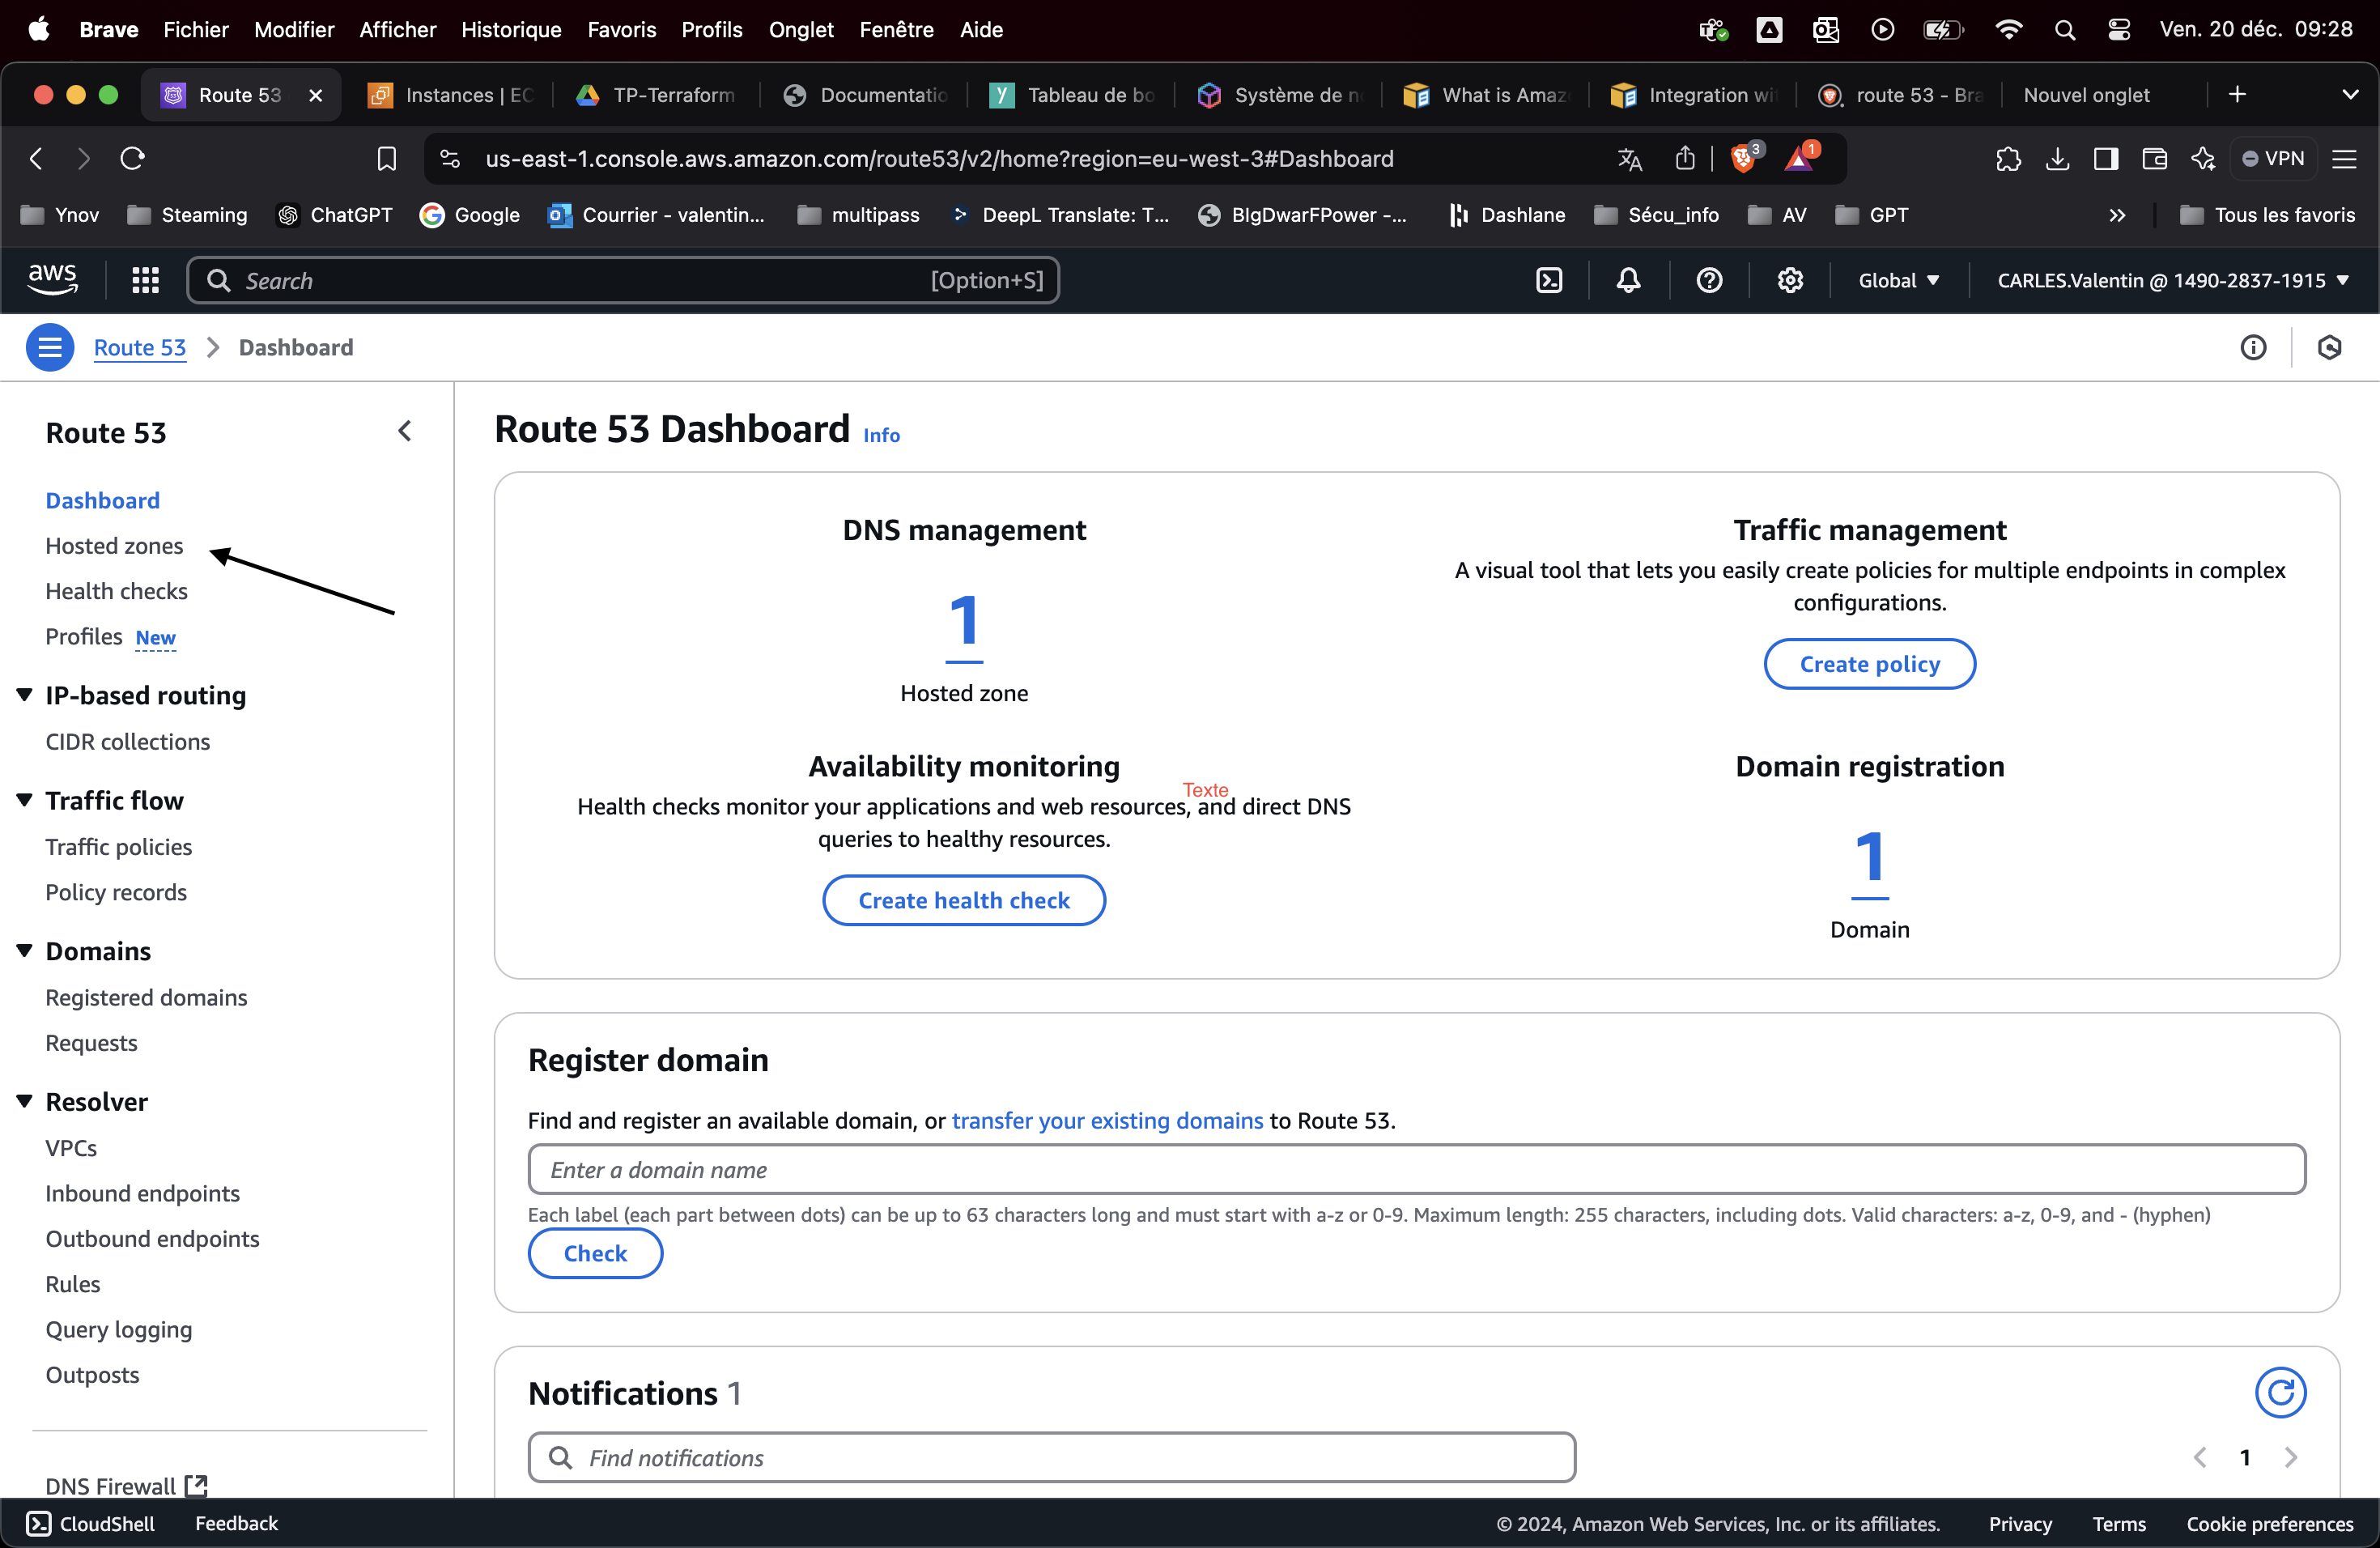 Brave Fichier Modifier Afficher Historique Favoris Profils Onglet Fenêtre Aide Ven. 20 déc. 09:28
Route 53 Instances | EC TP-Terraform Documentatio Tableau de bo Système de n What is Amaz Integration wi route 53 - Bra Nouvel onglet
us-east-1.console.aws.amazon.com/route53/v2/home?region=eu-west-3#Dashboard 3 1 VPN
Ynov Steaming ChatGPT Google Courrier - valentin... multipass DeepL Translate: T... BIgDwarFPower -... Dashlane Sécu_info AV GPT Tous les favoris
aws Search [Option+S] Global CARLES.Valentin @ 1490-2837-1915
Route 53 Dashboard
Route 53
Dashboard
Hosted zones
Health checks
Profiles New
IP-based routing
CIDR collections
Traffic flow
Traffic policies
Policy records
Domains
Registered domains
Requests
Resolver
VPCs
Inbound endpoints
Outbound endpoints
Rules
Query logging
Outposts
DNS Firewall
Route 53 Dashboard Info
DNS management
1
Hosted zone
Traffic management
A visual tool that lets you easily create policies for multiple endpoints in complex
configurations.
Create policy
Availability monitoring
Texte
Health checks monitor your applications and web resources, and direct DNS
queries to healthy resources.
Create health check
Domain registration
1
Domain
Register domain
Find and register an available domain, or transfer your existing domains to Route 53.
Enter a domain name
Each label (each part between dots) can be up to 63 characters long and must start with a-z or 0-9. Maximum length: 255 characters, including dots. Valid characters: a-z, 0-9, and - (hyphen)
Check
Notifications 1
Find notifications
1
CloudShell Feedback © 2024, Amazon Web Services, Inc. or its affiliates. Privacy Terms Cookie preferences